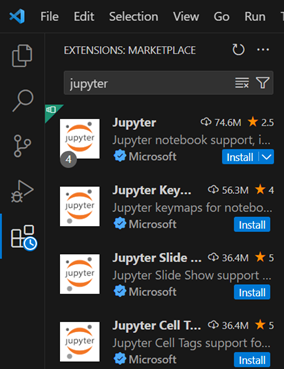 File Edit Selection View Go Run
EXTENSIONS: MARKETPLACE
jupyter
Jupyter 74.6M 2.5
Jupyter notebook support, i...
Microsoft Install
jupyter
4
Jupyter Key... 56.3M 4
Jupyter keymaps for notebo...
Microsoft Install
jupyter
Jupyter Slide ... 36.4M 5
Jupyter Slide Show support ...
Microsoft Install
jupyter
Jupyter Cell T... 36.4M 5
Jupyter Cell Tags support fo...
Microsoft Install
jupyter